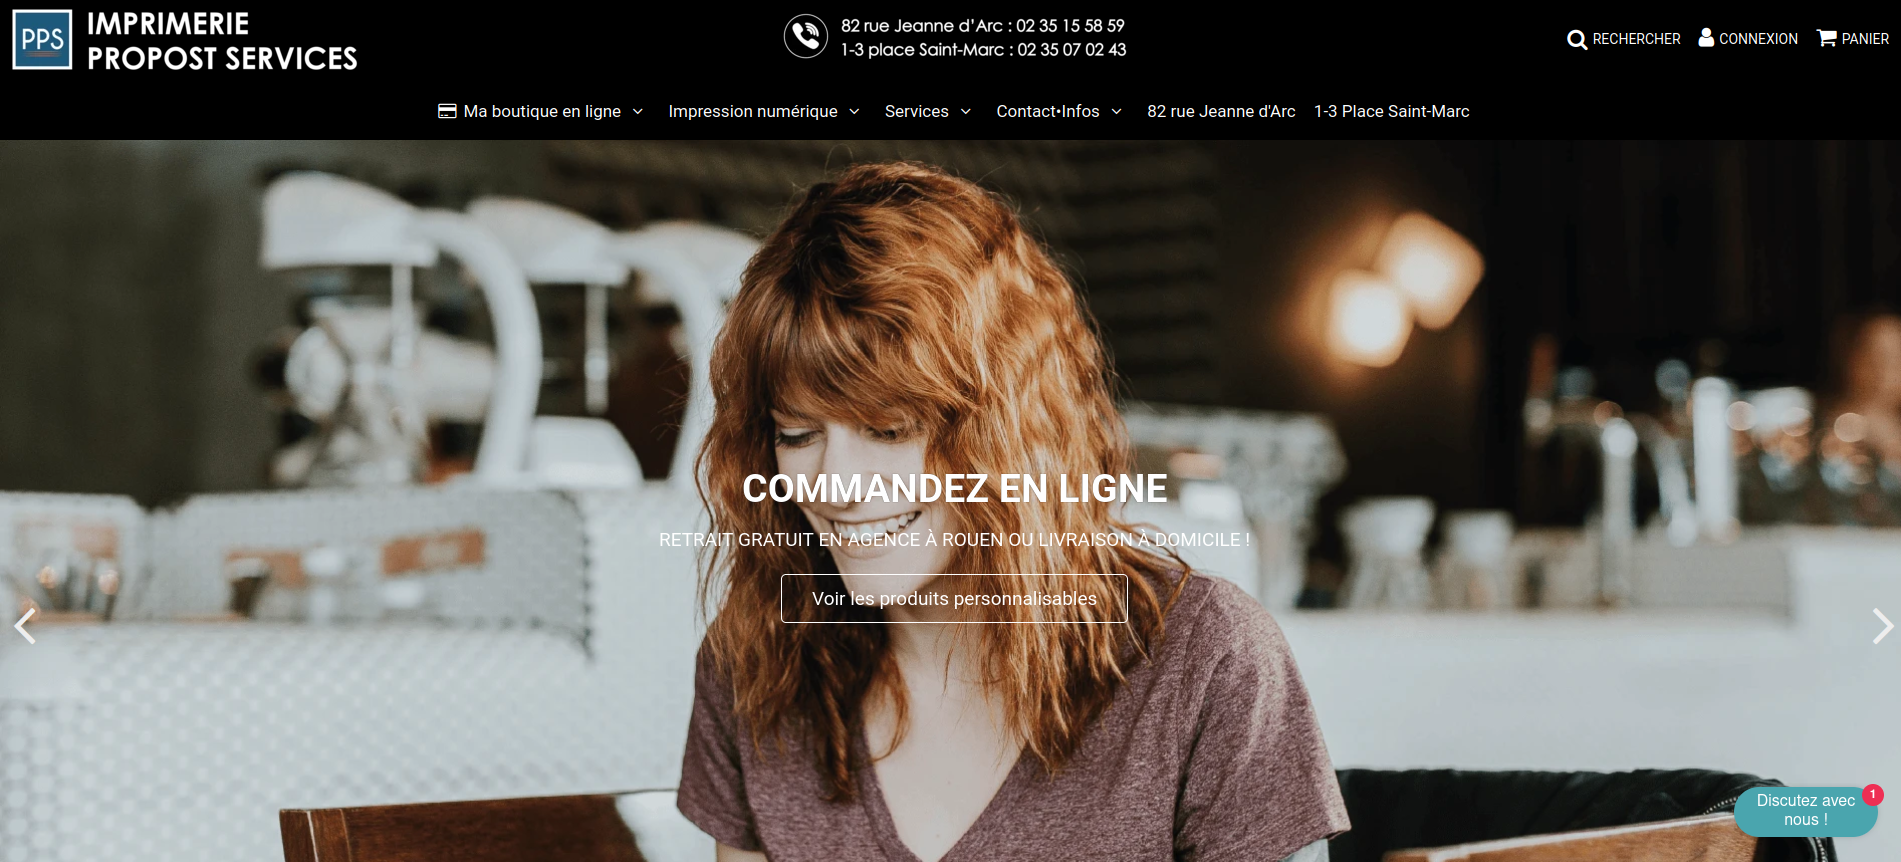 PPS
IMPRIMERIE
PROPOST SERVICES
82 rue Jeanne d'Arc : 02 35 15 58 59
1-3 place Saint-Marc : 02 35 07 02 43
RECHERCHER
CONNEXION
PANIER
Ma boutique en ligne
Impression numérique
Services
Contact•Infos
82 rue Jeanne d'Arc
1-3 Place Saint-Marc
COMMANDEZ EN LIGNE
RETRAIT GRATUIT EN AGENCE À ROUEN OU LIVRAISON À DOMICILE !
Voir les produits personnalisables
Discutez avec
nous !
1